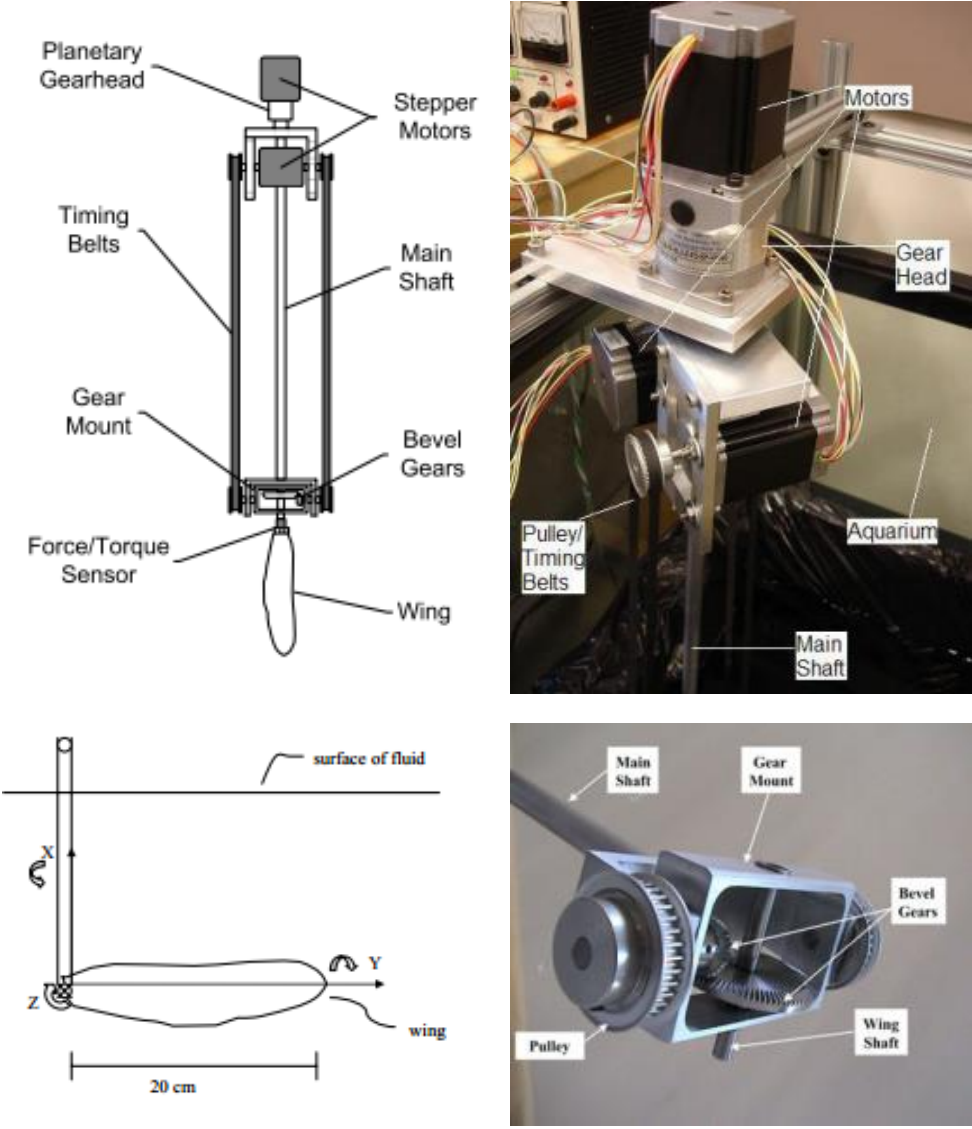 Planetary
Gearhead
Stepper
Motors
Timing
Belts
Main
Shaft
Gear
Mount
Bevel
Gears
Force/Torque
Sensor
Wing
Motors
Gear
Head
Pulley/
Timing
Belts
Aquarium
Main
Shaft
surface of fluid
X
Y
Z
wing
20 cm
Main
Shaft
Gear
Mount
Bevel
Gears
Pulley
Wing
Shaft